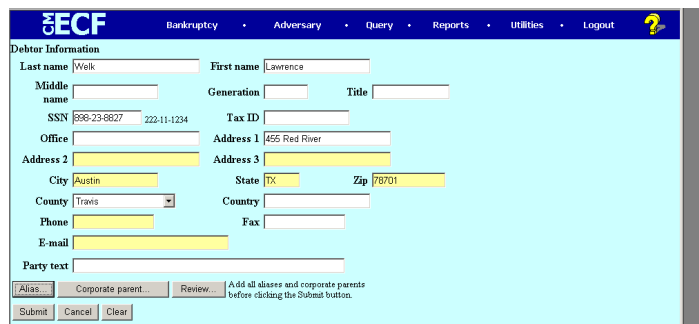 CM ECF Bankruptcy • Adversary • Query • Reports • Utilities • Logout ?
Debtor Information
Last name Welk First name Lawrence
Middle name Generation Title
SSN 898-23-8827 222-11-1234 Tax ID
Office Address 1 455 Red River
Address 2 Address 3
City Austin State TX Zip 78701
County Travis Country
Phone Fax
E-mail
Party text
Alias... Corporate parent... Review... Add all aliases and corporate parents
before clicking the Submit button.
Submit Cancel Clear